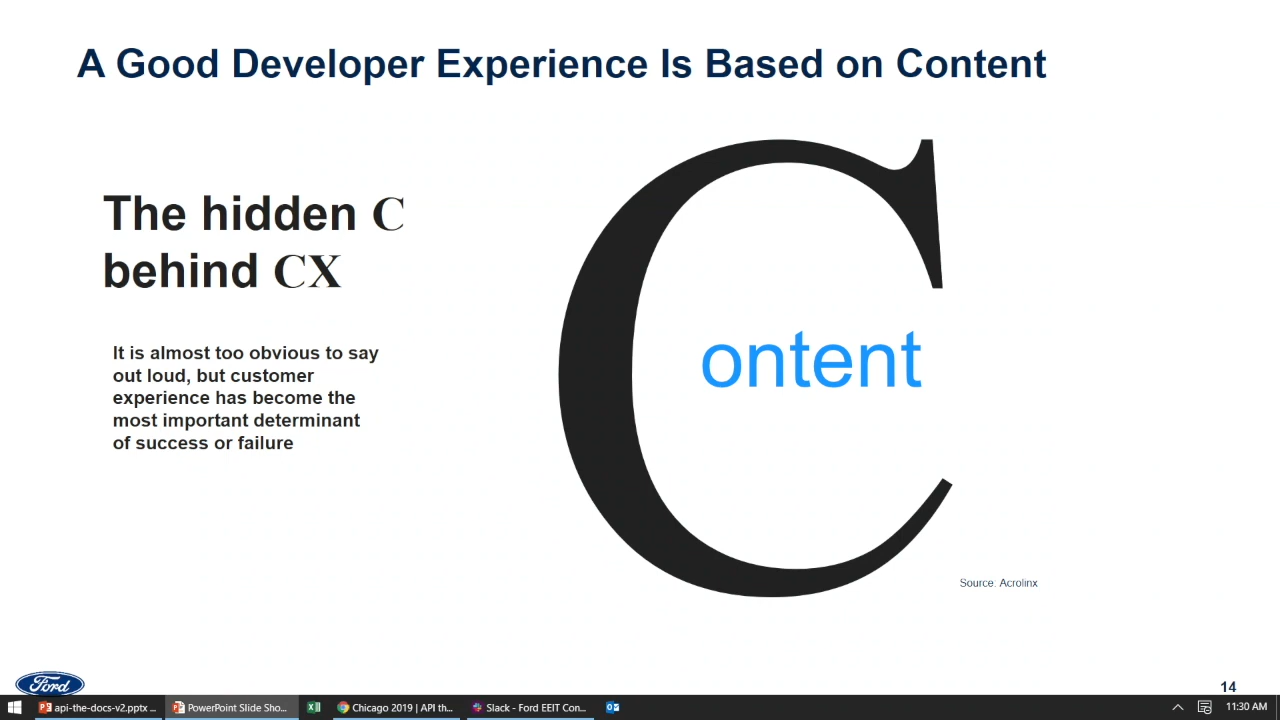 A Good Developer Experience Is Based on Content
The hidden C
behind CX
It is almost too obvious to say
out loud, but customer
experience has become the
most important determinant
of success or failure
Content
Source: Acrolinx
Ford
14
api-the-docs-v2.pptx ...
PowerPoint Slide Sho...
Chicago 2019 | API th...
Slack - Ford EEIT Con...
11:30 AM